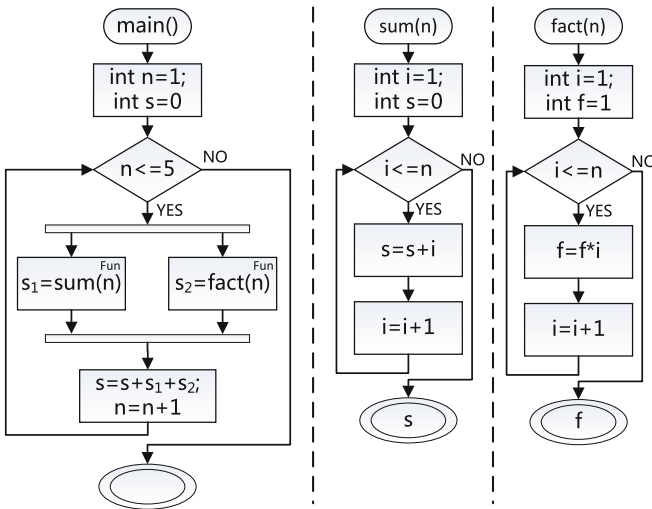 main()
int n=1;
int s=0
n<=5
NO
YES
Fun
s₁=sum(n)
Fun
s₂=fact(n)
s=s+s₁+s₂;
n=n+1
sum(n)
int i=1;
int s=0
i<=n
NO
YES
s=s+i
i=i+1
s
fact(n)
int i=1;
int f=1
i<=n
NO
YES
f=f*i
i=i+1
f